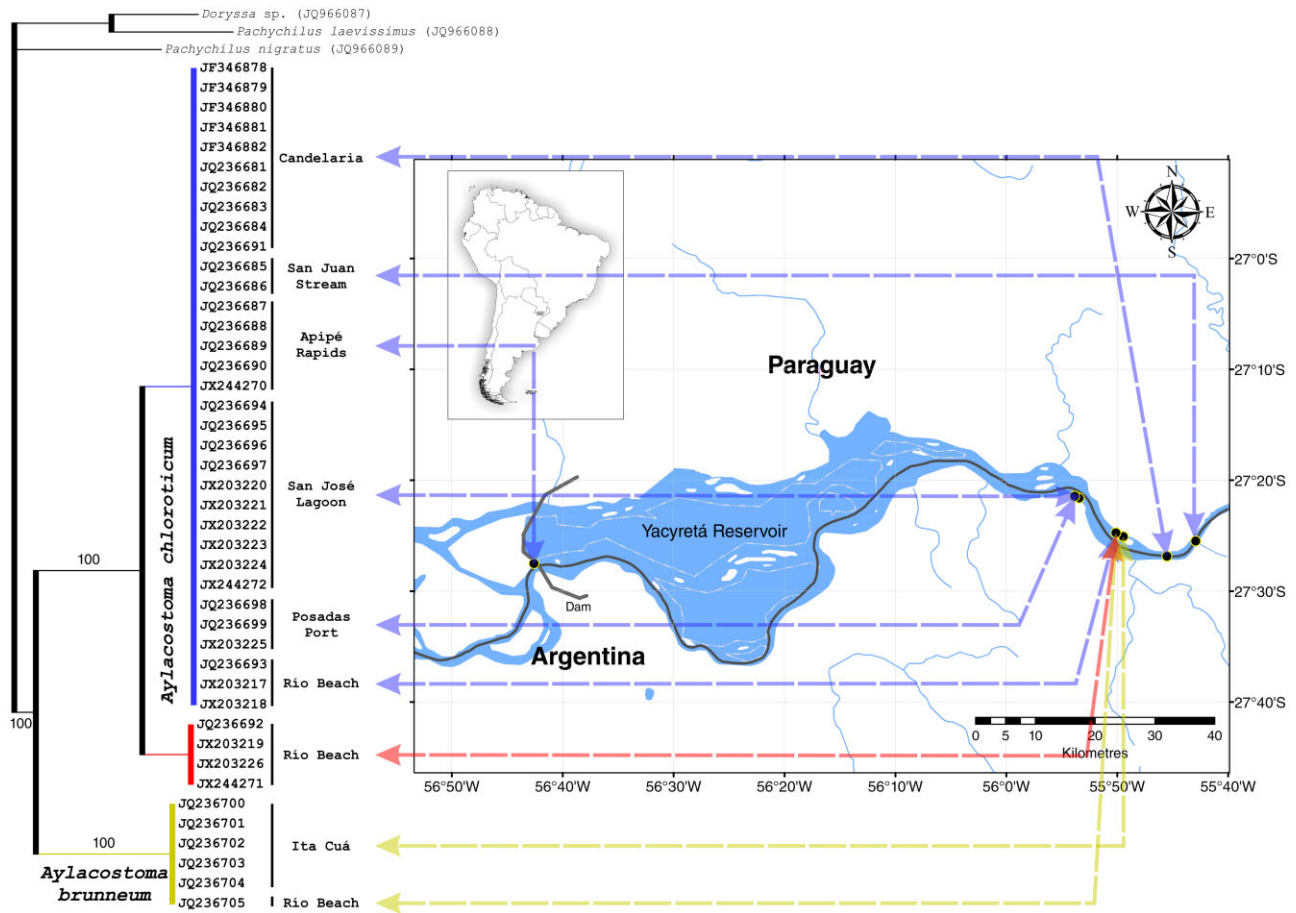 Doryssa sp. (JQ966087)
Pachychilus laevissimus (JQ966088)
Pachychilus nigratus (JQ966089)
JF346878
JF346879
JF346880
JF346881
JF346882
JQ236681
JQ236682
JQ236683
JQ236684
JQ236691
Candelaria
JQ236685
JQ236686
San Juan
Stream
JQ236687
JQ236688
JQ236689
JQ236690
JX244270
Apipé
Rapids
JQ236694
JQ236695
JQ236696
JQ236697
JX203220
JX203221
JX203222
JX203223
JX203224
JX244272
San José
Lagoon
JQ236698
JQ236699
JX203225
Posadas
Port
JQ236693
JX203217
JX203218
Río Beach
JQ236692
JX203219
JX203226
JX244271
Río Beach
JQ236700
JQ236701
JQ236702
JQ236703
JQ236704
Ita Cuá
JQ236705
Río Beach
Aylacostoma chloroticum
Aylacostoma
brunneum
100
100
100
N
W
E
S
Paraguay
Yacyretá Reservoir
Dam
Argentina
27°0'S
27°10'S
27°20'S
27°30'S
27°40'S
0 5 10 20 30 40
Kilometres
56°50'W 56°40'W 56°30'W 56°20'W 56°10'W 56°0'W 55°50'W 55°40'W